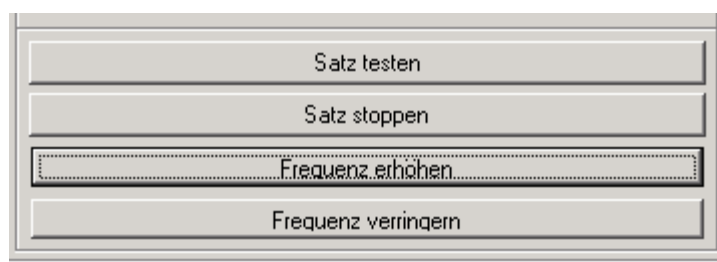 Satz testen
Satz stoppen
Frequenz erhöhen
Frequenz verringern